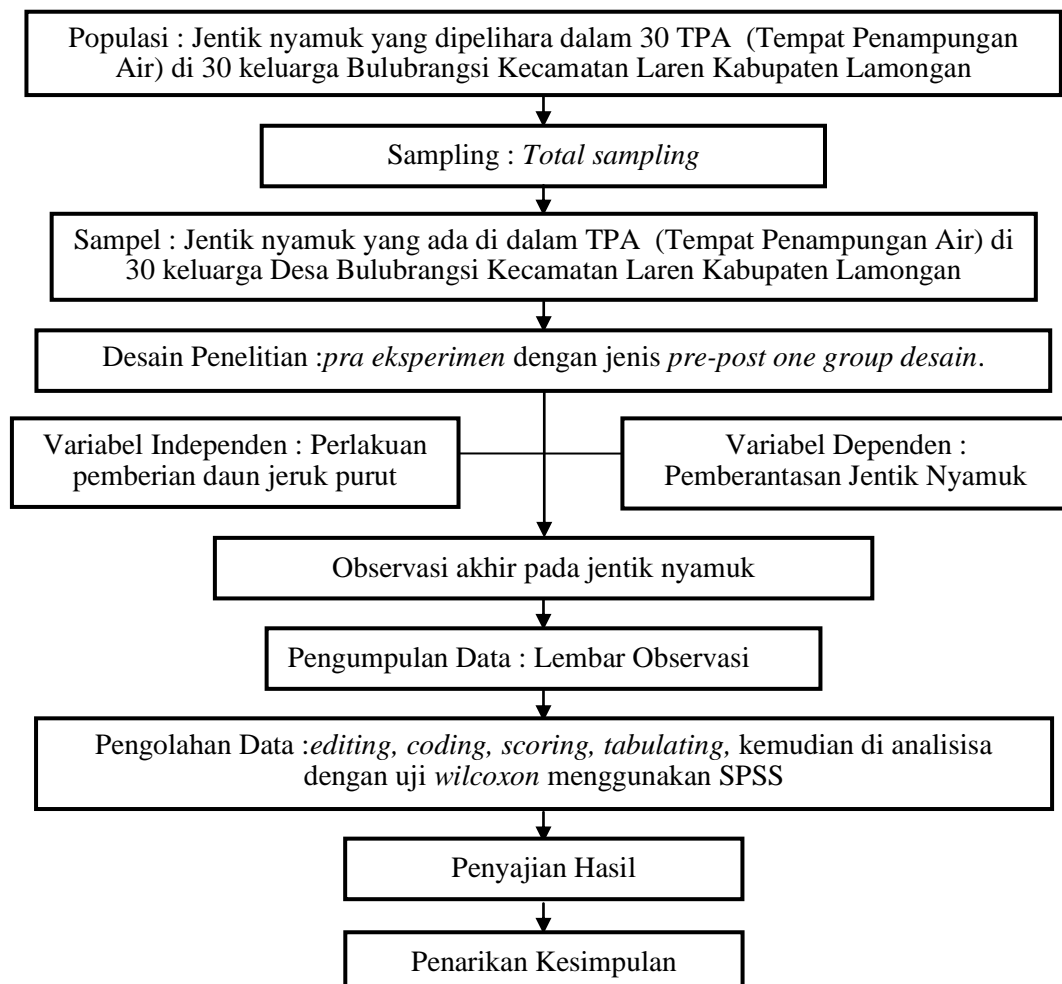 Populasi : Jentik nyamuk yang dipelihara dalam 30 TPA (Tempat Penampungan
Air) di 30 keluarga Bulubrangsi Kecamatan Laren Kabupaten Lamongan
Sampling : Total sampling
Sampel : Jentik nyamuk yang ada di dalam TPA (Tempat Penampungan Air) di
30 keluarga Desa Bulubrangsi Kecamatan Laren Kabupaten Lamongan
Desain Penelitian :pra eksperimen dengan jenis pre-post one group desain.
Variabel Independen : Perlakuan
pemberian daun jeruk purut
Variabel Dependen :
Pemberantasan Jentik Nyamuk
Observasi akhir pada jentik nyamuk
Pengumpulan Data : Lembar Observasi
Pengolahan Data :editing, coding, scoring, tabulating, kemudian di analisisa
dengan uji wilcoxon menggunakan SPSS
Penyajian Hasil
Penarikan Kesimpulan